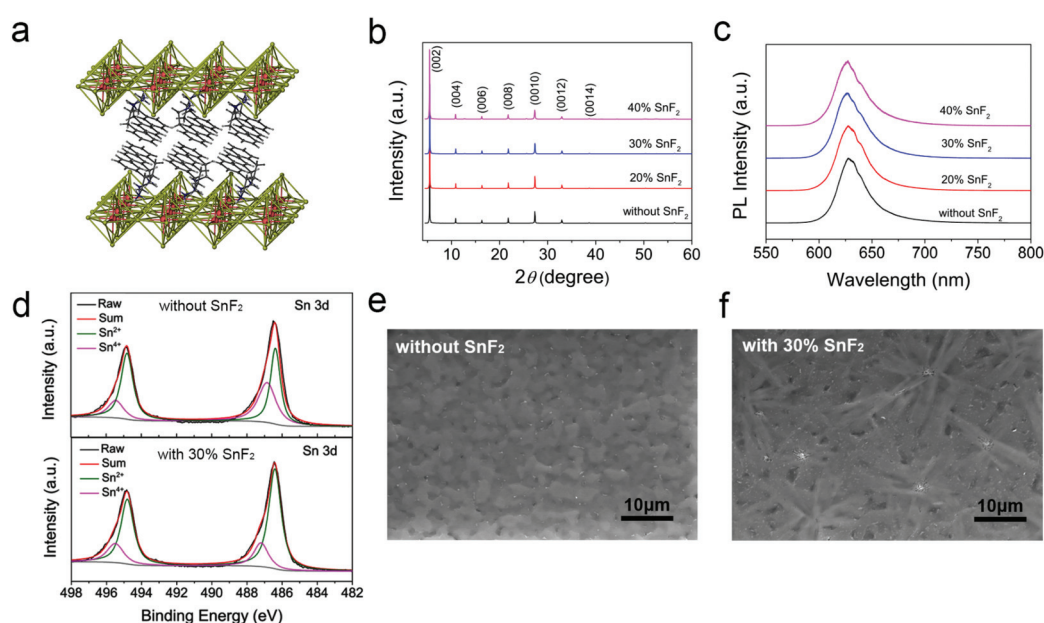 a
b
Intensity (a.u.)
(002)
(004)
(006)
(008)
(0010)
(0012)
(0014)
40% SnF2
30% SnF2
20% SnF2
without SnF2
10 20 30 40 50 60
2θ (degree)
c
PL Intensity (a.u.)
40% SnF2
30% SnF2
20% SnF2
without SnF2
550 600 650 700 750 800
Wavelength (nm)
d
Intensity (a.u.)
Raw
Sum
Sn2+
Sn4+
without SnF2
Sn 3d
Intensity (a.u.)
Raw
Sum
Sn2+
Sn4+
with 30% SnF2
Sn 3d
498 496 494 492 490 488 486 484 482
Binding Energy (eV)
e
without SnF2
10μm
f
with 30% SnF2
10μm